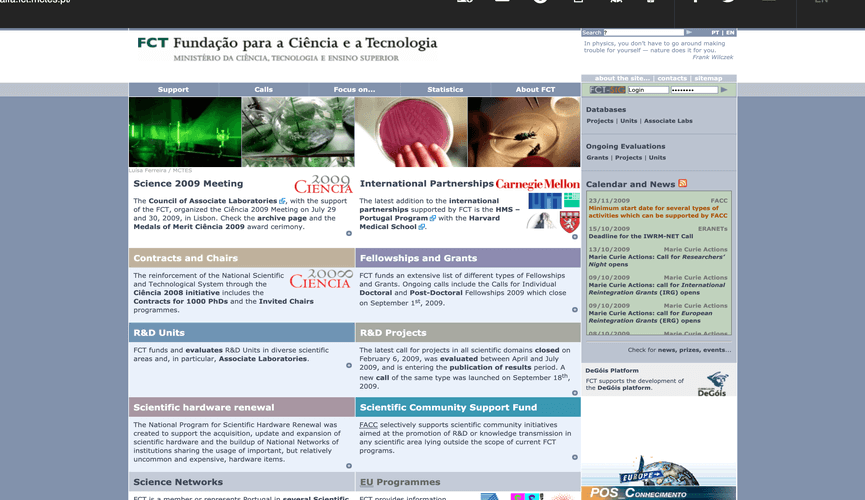 EN
FCT Fundação para a Ciência e a Tecnologia
MINISTÉRIO DA CIÊNCIA, TECNOLOGIA E ENSINO SUPERIOR
Search
PT | EN
In physics, you don't have to go around making
trouble for yourself — nature does it for you.
Frank Wilczek
about the site... | contacts | sitemap
Support
Calls
Focus on...
Statistics
About FCT
FCT-SIG Login ••••••••
Luisa Ferreira / MCTES
Science 2009 Meeting
2009
CIÊNCIA
The Council of Associate Laboratories, with the support
of the FCT, organized the Ciência 2009 Meeting on July 29
and 30, 2009, in Lisbon. Check the archive page and the
Medals of Merit Ciência 2009 award ceremony.
International Partnerships
Carnegie Mellon
The latest addition to the international
partnerships supported by FCT is the HMS –
Portugal Program with the Harvard
Medical School.
Contracts and Chairs
The reinforcement of the National Scientific
and Technological System through the
Ciência 2008 initiative includes the
Contracts for 1000 PhDs and the Invited Chairs
programmes.
2008
CIÊNCIA
Fellowships and Grants
FCT funds an extensive list of different types of Fellowships
and Grants. Ongoing calls include the Calls for Individual
Doctoral and Post-Doctoral Fellowships 2009 which close
on September 1st, 2009.
R&D Units
FCT funds and evaluates R&D Units in diverse scientific
areas and, in particular, Associate Laboratories.
R&D Projects
The latest call for projects in all scientific domains closed on
February 6, 2009, was evaluated between April and July
2009, and is entering the publication of results period. A
new call of the same type was launched on September 18th,
2009.
Scientific hardware renewal
The National Program for Scientific Hardware Renewal was
created to support the acquisition, update and expansion of
scientific hardware and the buildup of National Networks of
institutions sharing the usage of important, but relatively
uncommon and expensive, hardware items.
Scientific Community Support Fund
FACC selectively supports scientific community initiatives
aimed at the promotion of R&D or knowledge transmission in
any scientific area lying outside the scope of current FCT
programs.
Science Networks
FCT is a member or represents Portugal in several Scientific
EU Programmes
FCT provides information
Databases
Projects | Units | Associate Labs
Ongoing Evaluations
Grants | Projects | Units
Calendar and News
23/11/2009 FACC
Minimum start date for several types of
activities which can be supported by FACC
15/10/2009 ERANETs
Deadline for the IWRM-NET Call
13/10/2009 Marie Curie Actions
Marie Curie Actions: Call for Researchers'
Night opens
09/10/2009 Marie Curie Actions
Marie Curie Actions: call for International
Reintegration Grants (IRG) opens
09/10/2009 Marie Curie Actions
Marie Curie Actions: call for European
Reintegration Grants (ERG) opens
08/10/2009 Marie Curie Actions
Check for news, prizes, events...
DeGóis Platform
FCT supports the development of
the DeGóis platform.
DeGóis
EUROPE
POS_Conhecimento